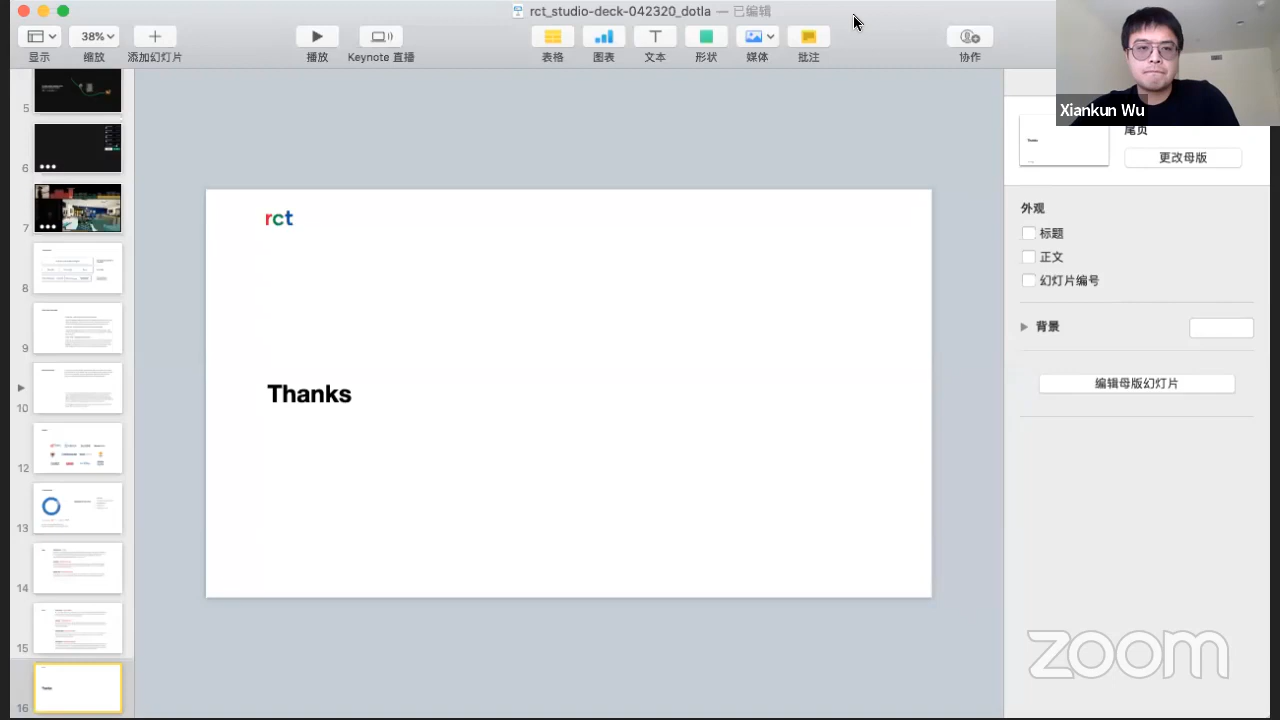 rct_studio-deck-042320_dotla — 已编辑
38%
显示
缩放
添加幻灯片
播放
Keynote 直播
表格
图表
文本
形状
媒体
批注
协作
Xiankun Wu
5
6
7
8
9
10
12
13
14
15
16
rct
Thanks
Thanks
Thanks
尾页
更改母版
外观
标题
正文
幻灯片编号
背景
编辑母版幻灯片
zoom